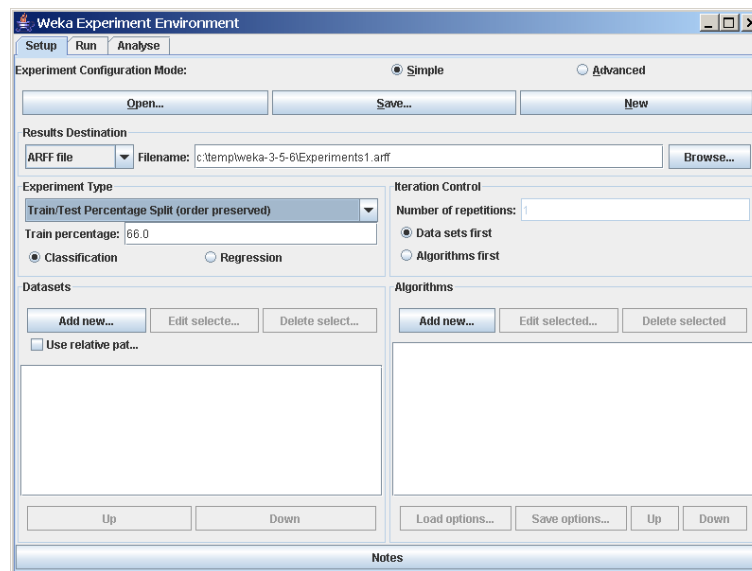 Weka Experiment Environment
Setup Run Analyse
Experiment Configuration Mode: Simple Advanced
Open... Save... New
Results Destination
ARFF file Filename: c:\temp\weka-3-5-6\Experiments1.arff Browse...
Experiment Type
Train/Test Percentage Split (order preserved)
Train percentage: 66.0
Classification Regression
Iteration Control
Number of repetitions: 1
Data sets first
Algorithms first
Datasets
Add new... Edit selecte... Delete select...
Use relative pat...
Up Down
Algorithms
Add new... Edit selected... Delete selected
Load options... Save options... Up Down
Notes